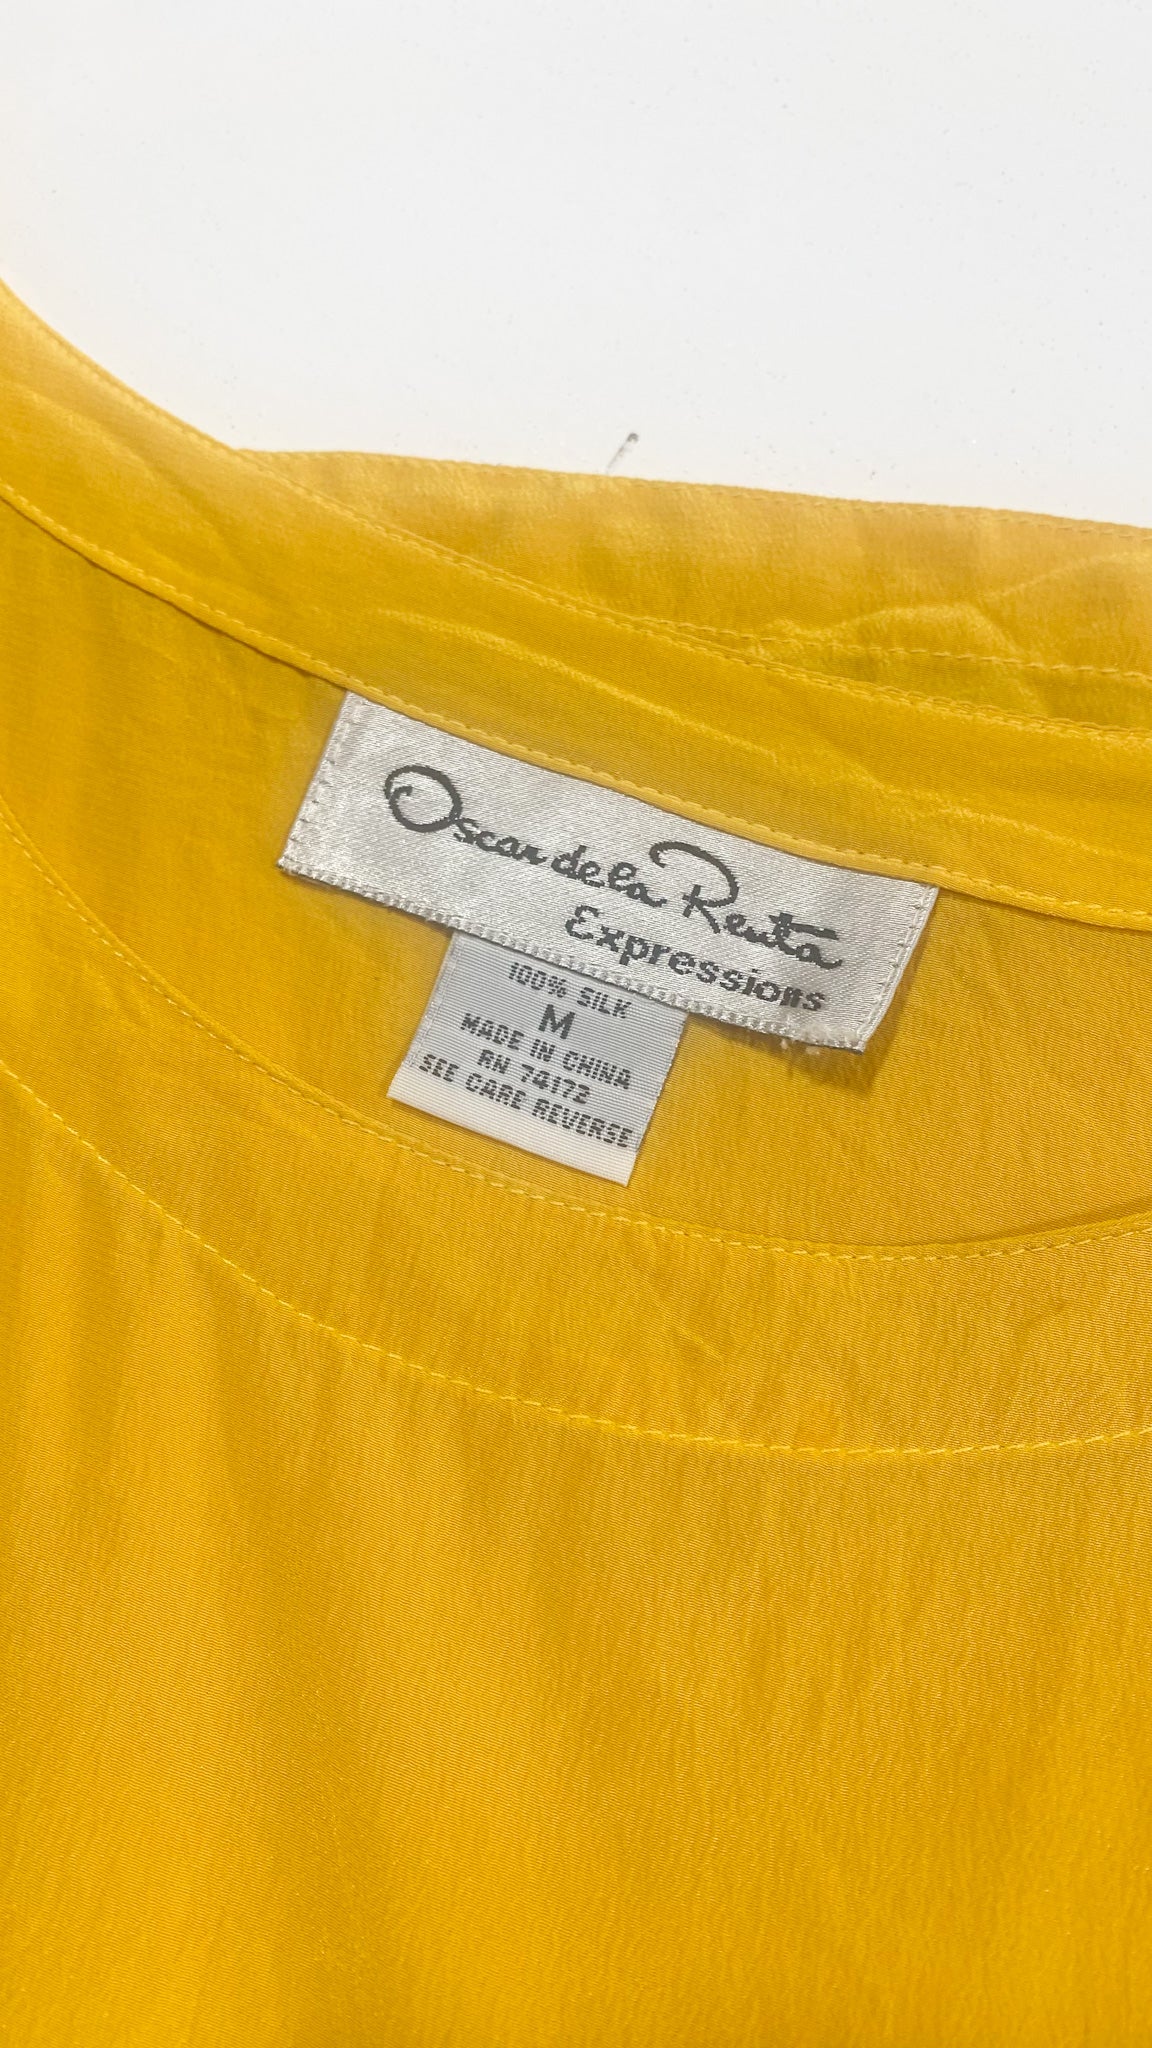 Oscar de la Renta
Expressions
100% SILK
M
MADE IN CHINA
RN 74172
SEE CARE REVERSE